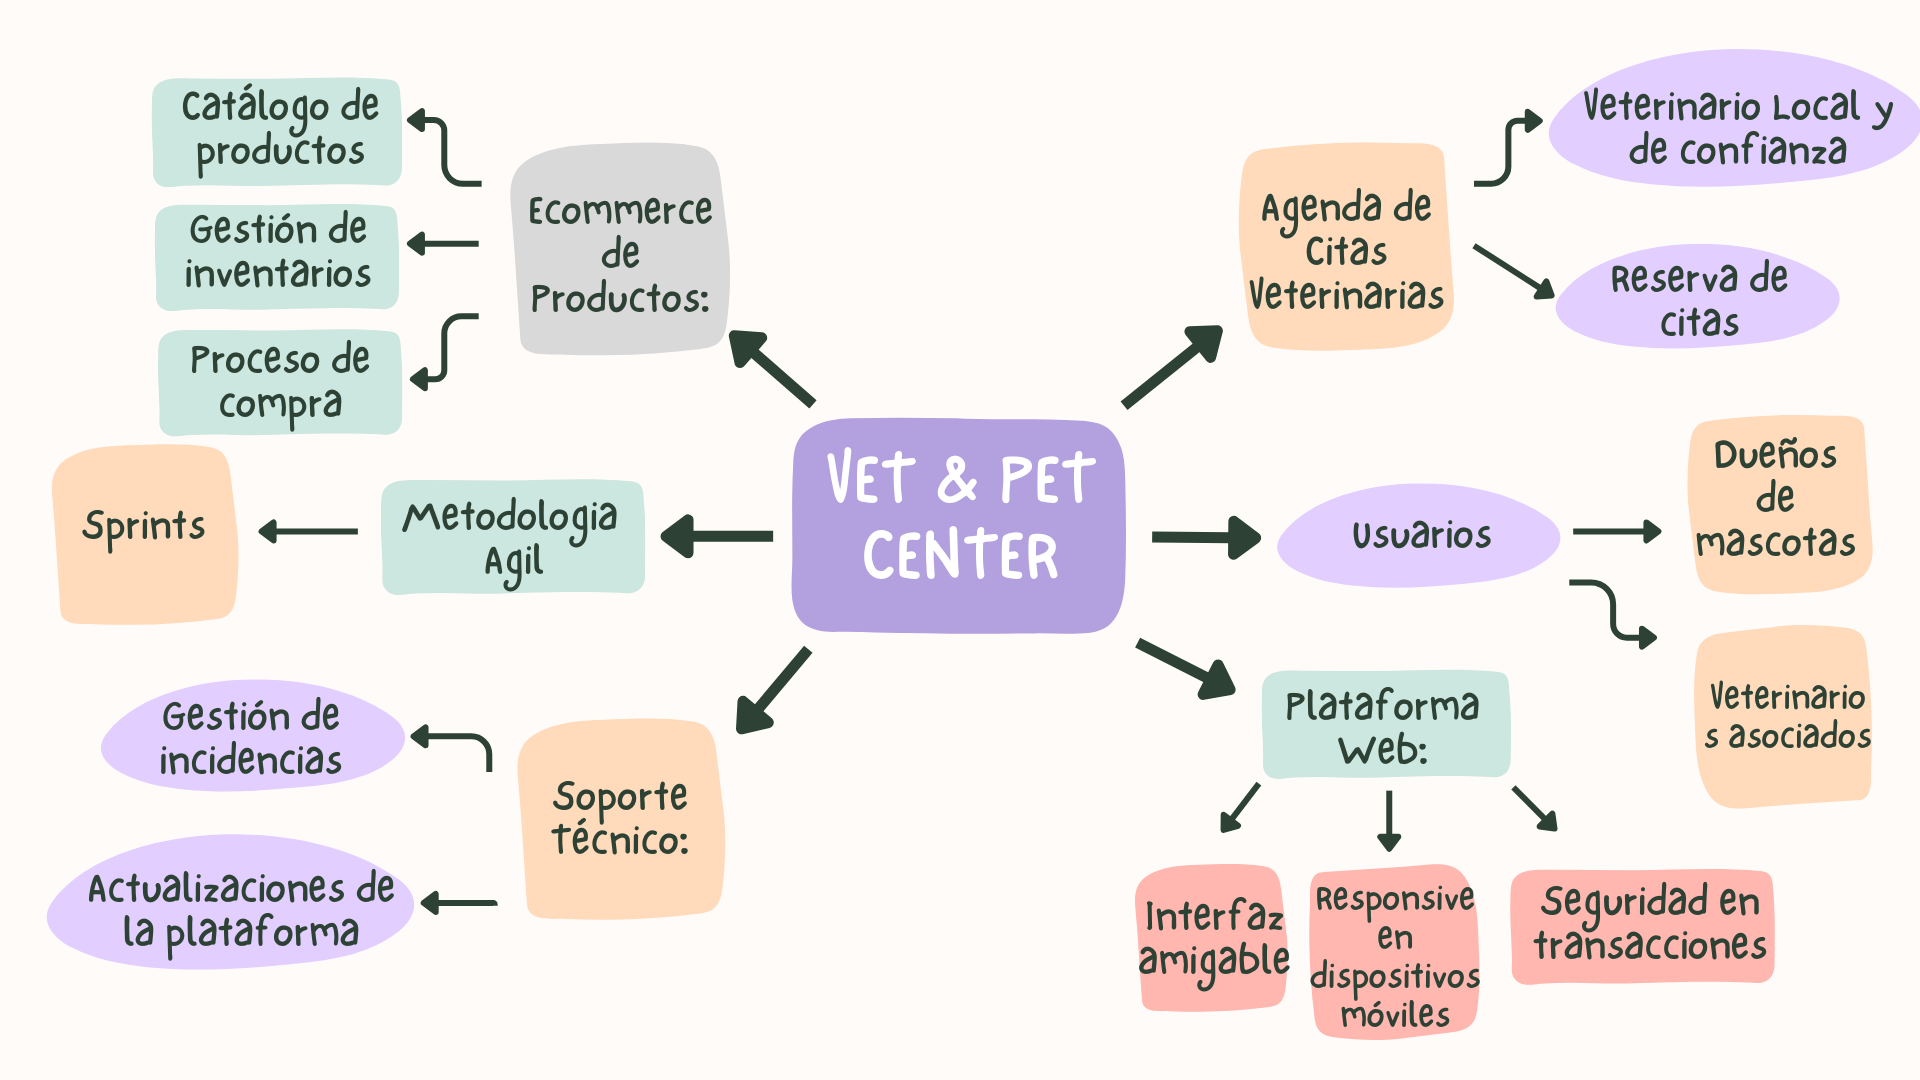 Catálogo de
productos
Gestión de
inventarios
Proceso de
compra
Ecommerce
de
Productos:
Agenda de
Citas
Veterinarias
Veterinario Local y
de confianza
Reserva de
citas
VET & PET
CENTER
Sprints
Metodologia
Agil
Usuarios
Dueños
de
mascotas
Veterinario
s asociados
Gestión de
incidencias
Actualizaciones de
la plataforma
Soporte
Técnico:
Plataforma
Web:
Interfaz
amigable
Responsive
en
dispositivos
móviles
Seguridad en
transacciones